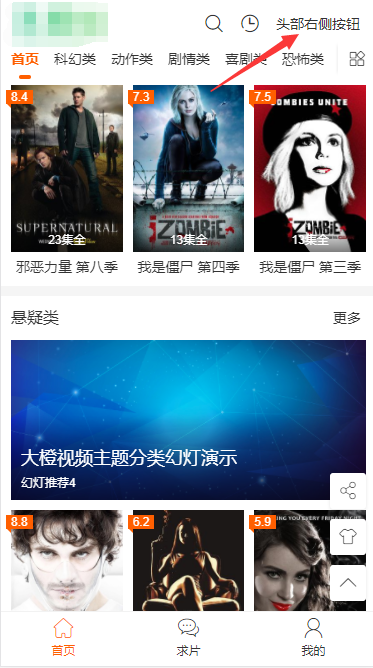 头部右侧按钮
首页 科幻类 动作类 剧情类 喜剧类 恐怖类
8.4 7.3 7.5
ZOMBIES UNITE
SUPERNATURAL
iZOMBIE iZOMBIE
23集全 13集全 13集全
邪恶力量 第八季 我是僵尸 第四季 我是僵尸 第三季
悬疑类 更多
大橙视频主题分类幻灯演示
幻灯推荐4
8.8 6.2 5.9
首页 求片 我的